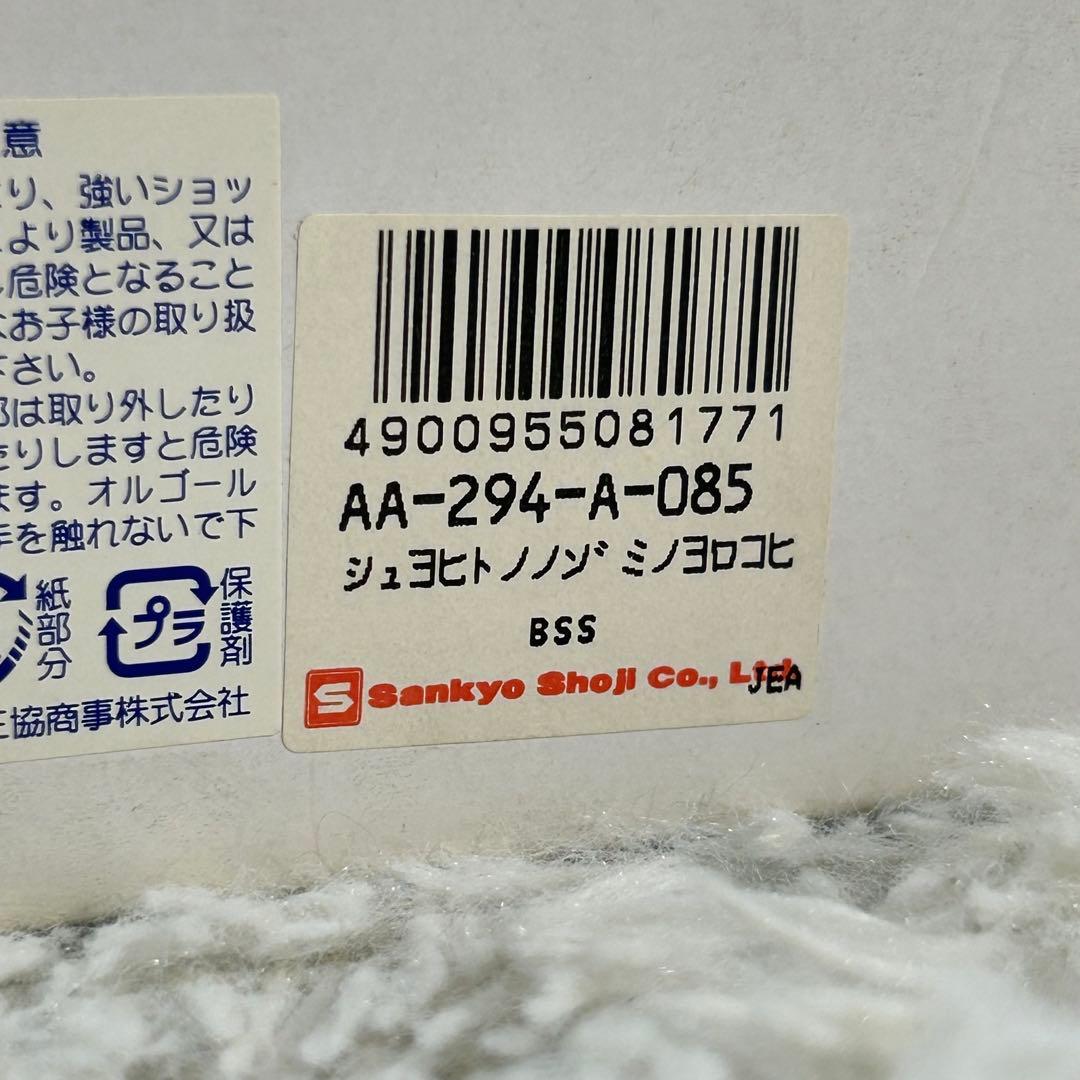 意
り、強いショッ
より製品、又は
危険となること
お子様の取り扱
下さい。
部は取り外したり
たりしますと危険
ます。オルゴール
手を触れないで下
紙部分
プラ
保護剤
三協商事株式会社
4900955081771
AA-294-A-085
シュヨヒトノノゾミノヨロコヒ
BSS
S Sankyo Shoji Co., Ltd.
JEA